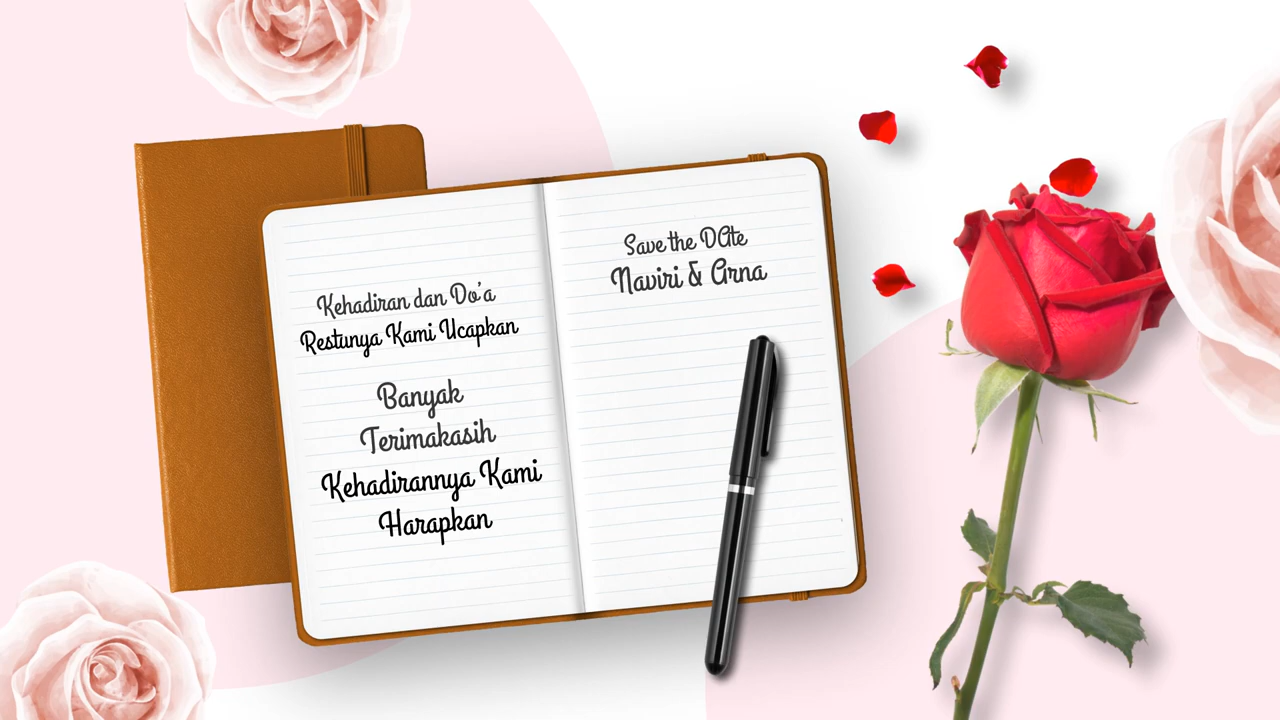 Kehadiran dan Do'a
Restunya Kami Ucapkan
Banyak
Terimakasih
Kehadirannya Kami
Harapkan
Save the DAte
Naviri & Arna